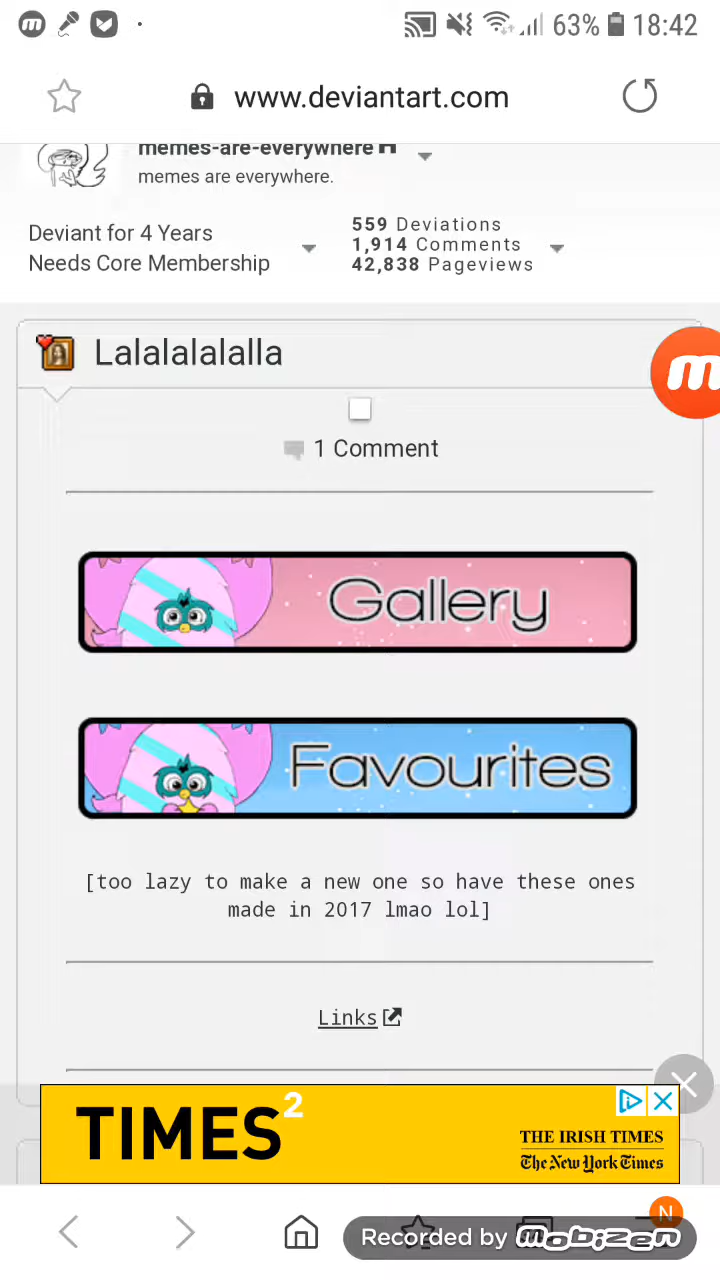 63% 18:42
www.deviantart.com
memes-are-everywhere
memes are everywhere.
Deviant for 4 Years
Needs Core Membership
559 Deviations
1,914 Comments
42,838 Pageviews
Lalalalalalla
1 Comment
Gallery
Favourites
[too lazy to make a new one so have these ones
made in 2017 lmao lol]
Links
TIMES²
THE IRISH TIMES
The New York Times
N
Recorded by mobizen